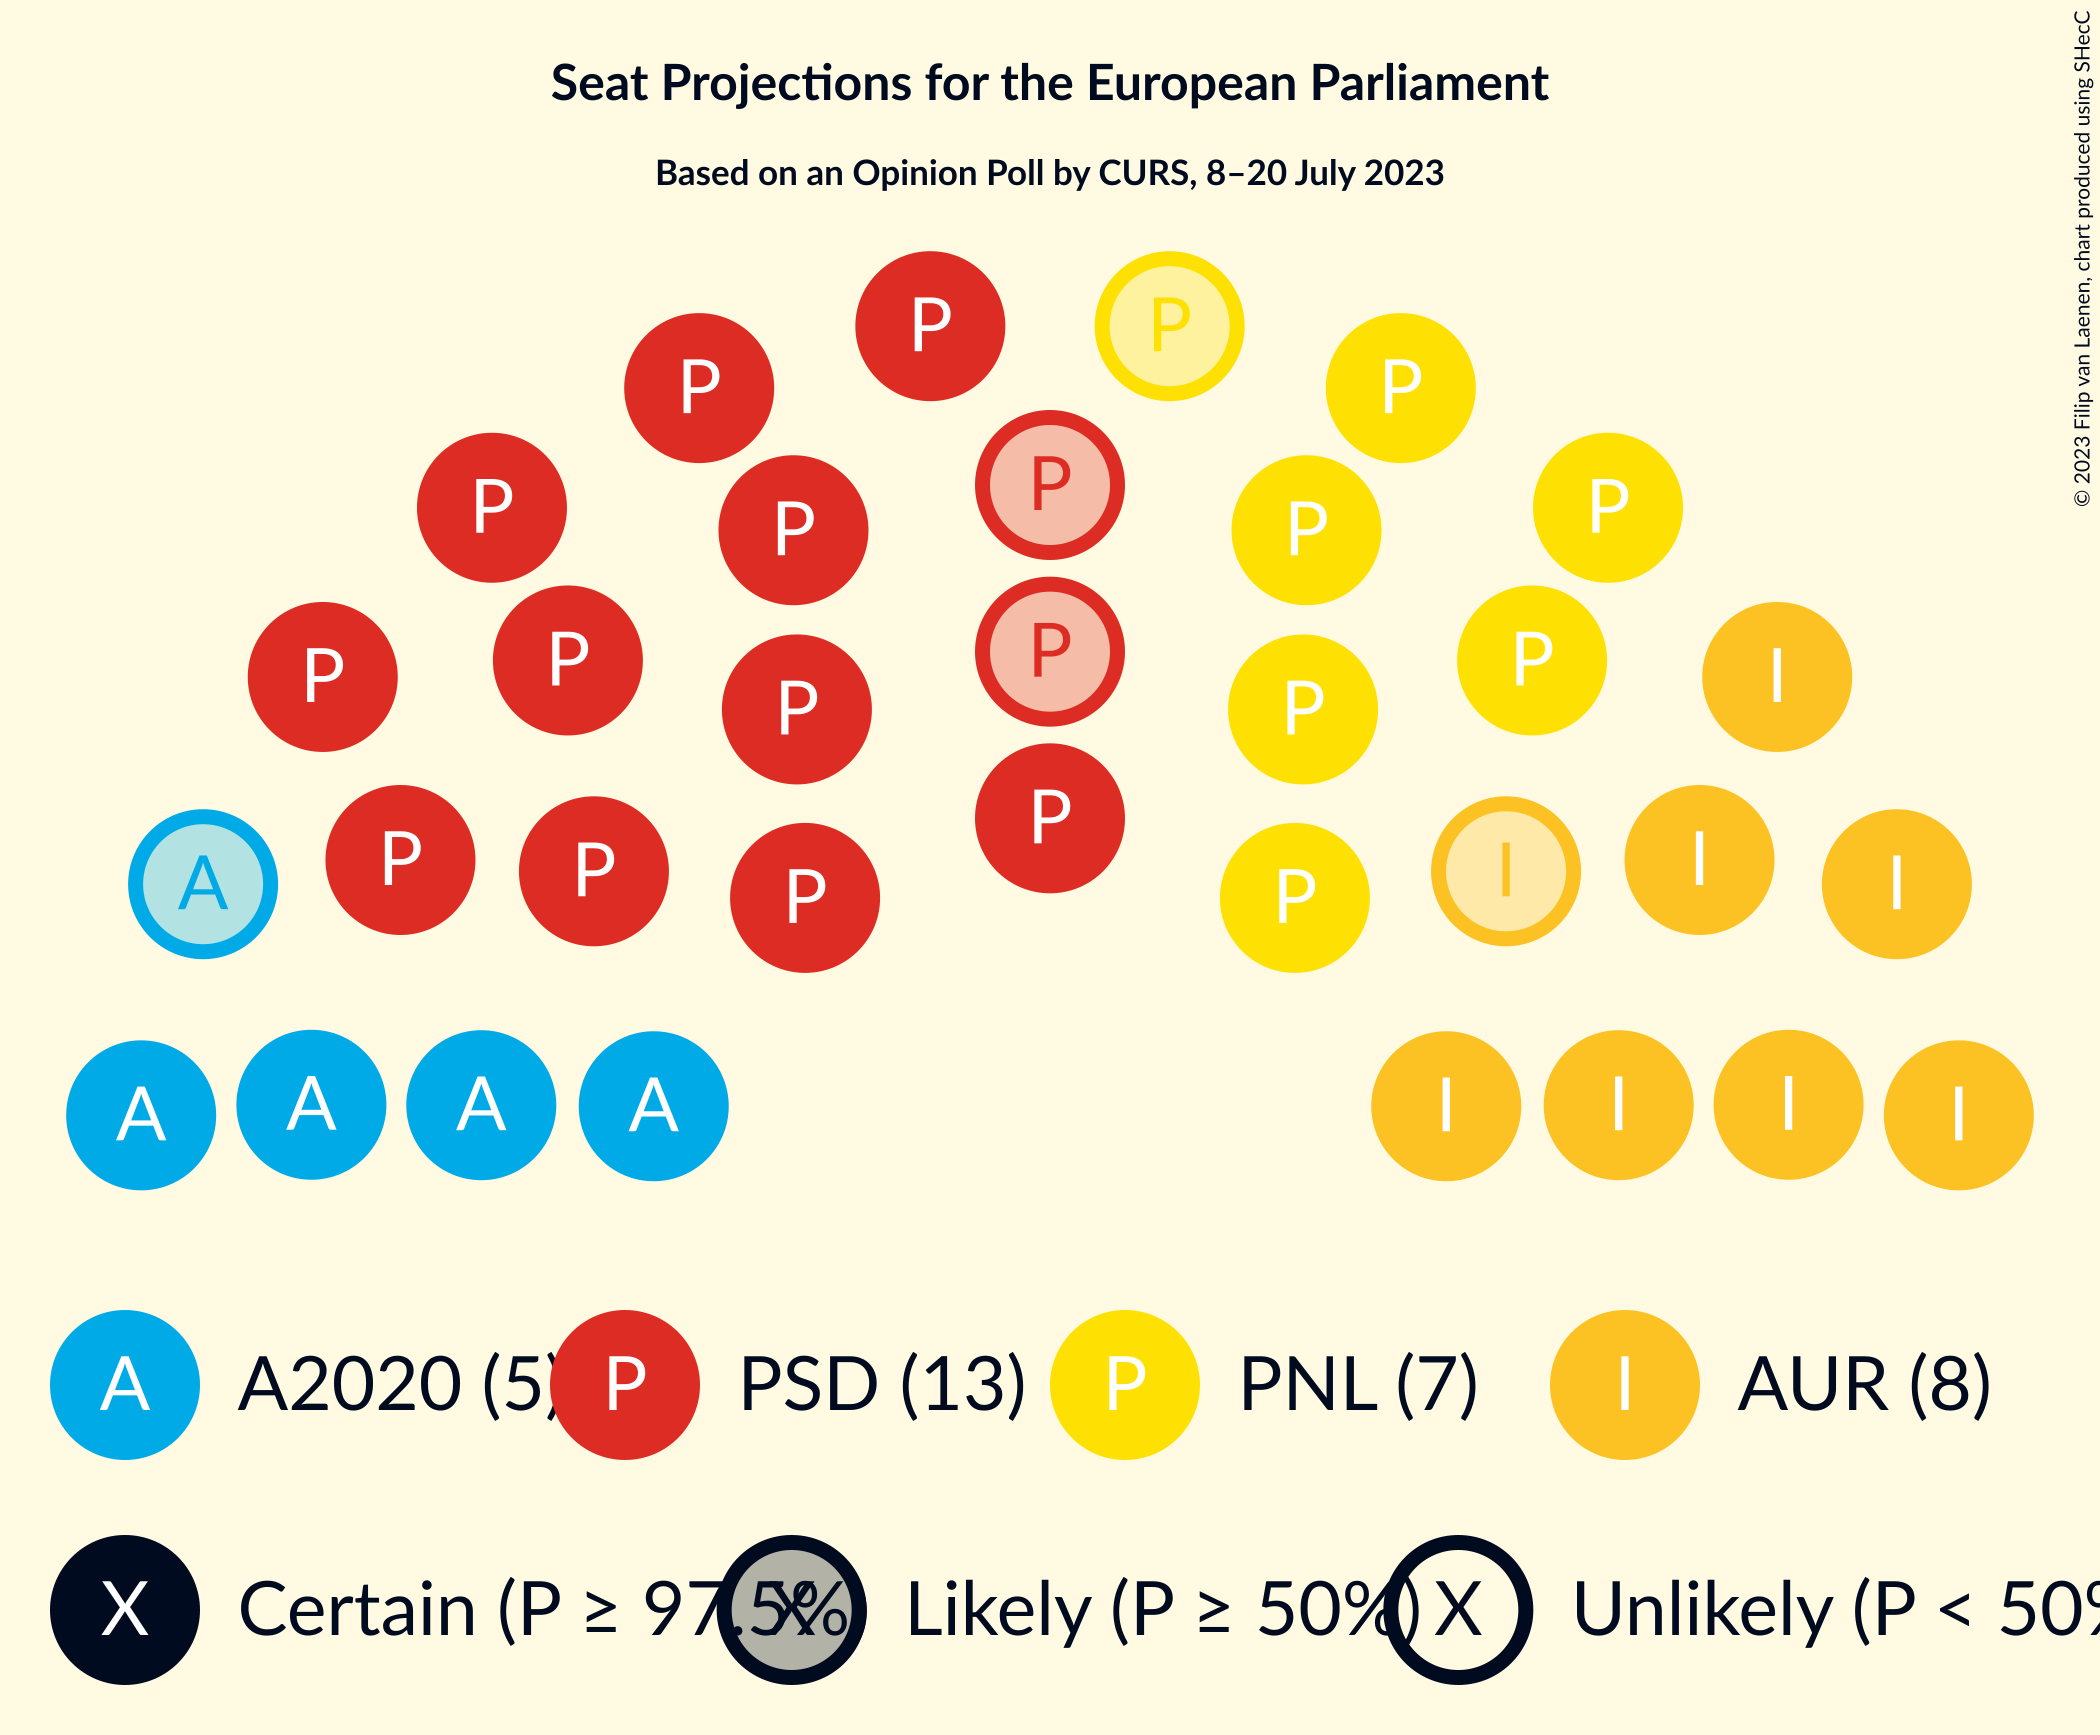 Seat Projections for the European Parliament
Based on an Opinion Poll by CURS, 8–20 July 2023
© 2023 Filip van Laenen, chart produced using SHecC
P P
P P
P
P P
P P
P P
P P
P I
P P
P
A P P P P P I I I
A A A A I I I I
A A2020 (5) P PSD (13) P PNL (7) I AUR (8)
X Certain (P ≥ 97.5% X Likely (P ≥ 50%) X Unlikely (P < 50%